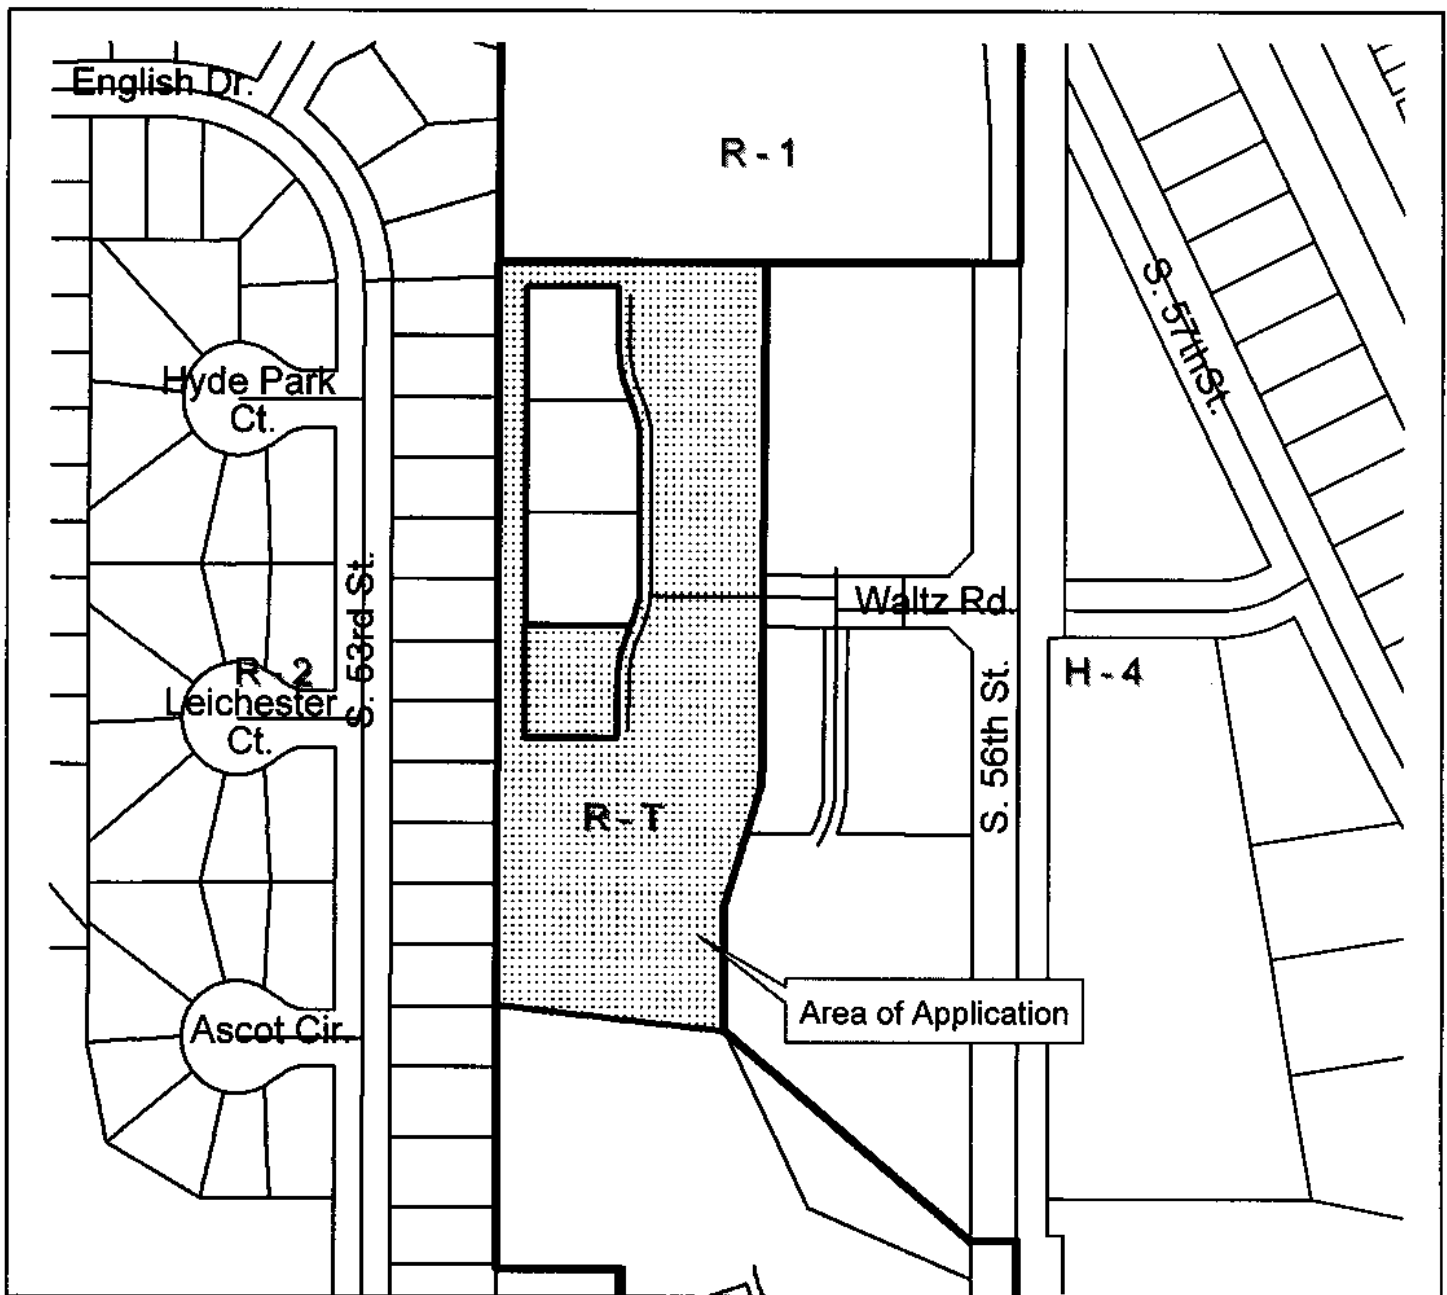 English Dr.
R - 1
S. 57th St.
Hyde Park
Ct.
S. 53rd St.
Waltz Rd.
R - 2
Leichester
Ct.
H - 4
S. 56th St.
R - T
Area of Application
Ascot Cir.